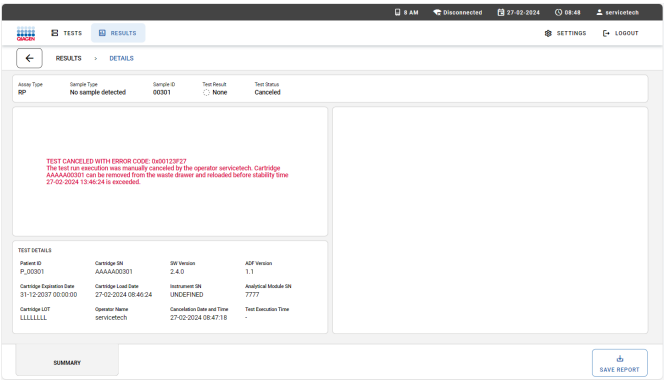 8 AM Disconnected 27-02-2024 08:48 servicetech
QIAGEN TESTS RESULTS SETTINGS LOGOUT
RESULTS > DETAILS
Assay Type Sample Type Sample ID Test Result Test Status
RP No sample detected 00301 None Canceled
TEST CANCELED WITH ERROR CODE: 0x00123F27
The test run execution was manually canceled by the operator servicetech. Cartridge
AAAAA00301 can be removed from the waste drawer and reloaded before stability time
27-02-2024 13:46:24 is exceeded.
TEST DETAILS
Patient ID Cartridge SN SW Version ADF Version
P_00301 AAAAA00301 2.4.0 1.1
Cartridge Expiration Date Cartridge Load Date Instrument SN Analytical Module SN
31-12-2037 00:00:00 27-02-2024 08:46:24 UNDEFINED 7777
Cartridge LOT Operator Name Cancelation Date and Time Test Execution Time
LLLLLLLL servicetech 27-02-2024 08:47:18 -
SUMMARY
SAVE REPORT